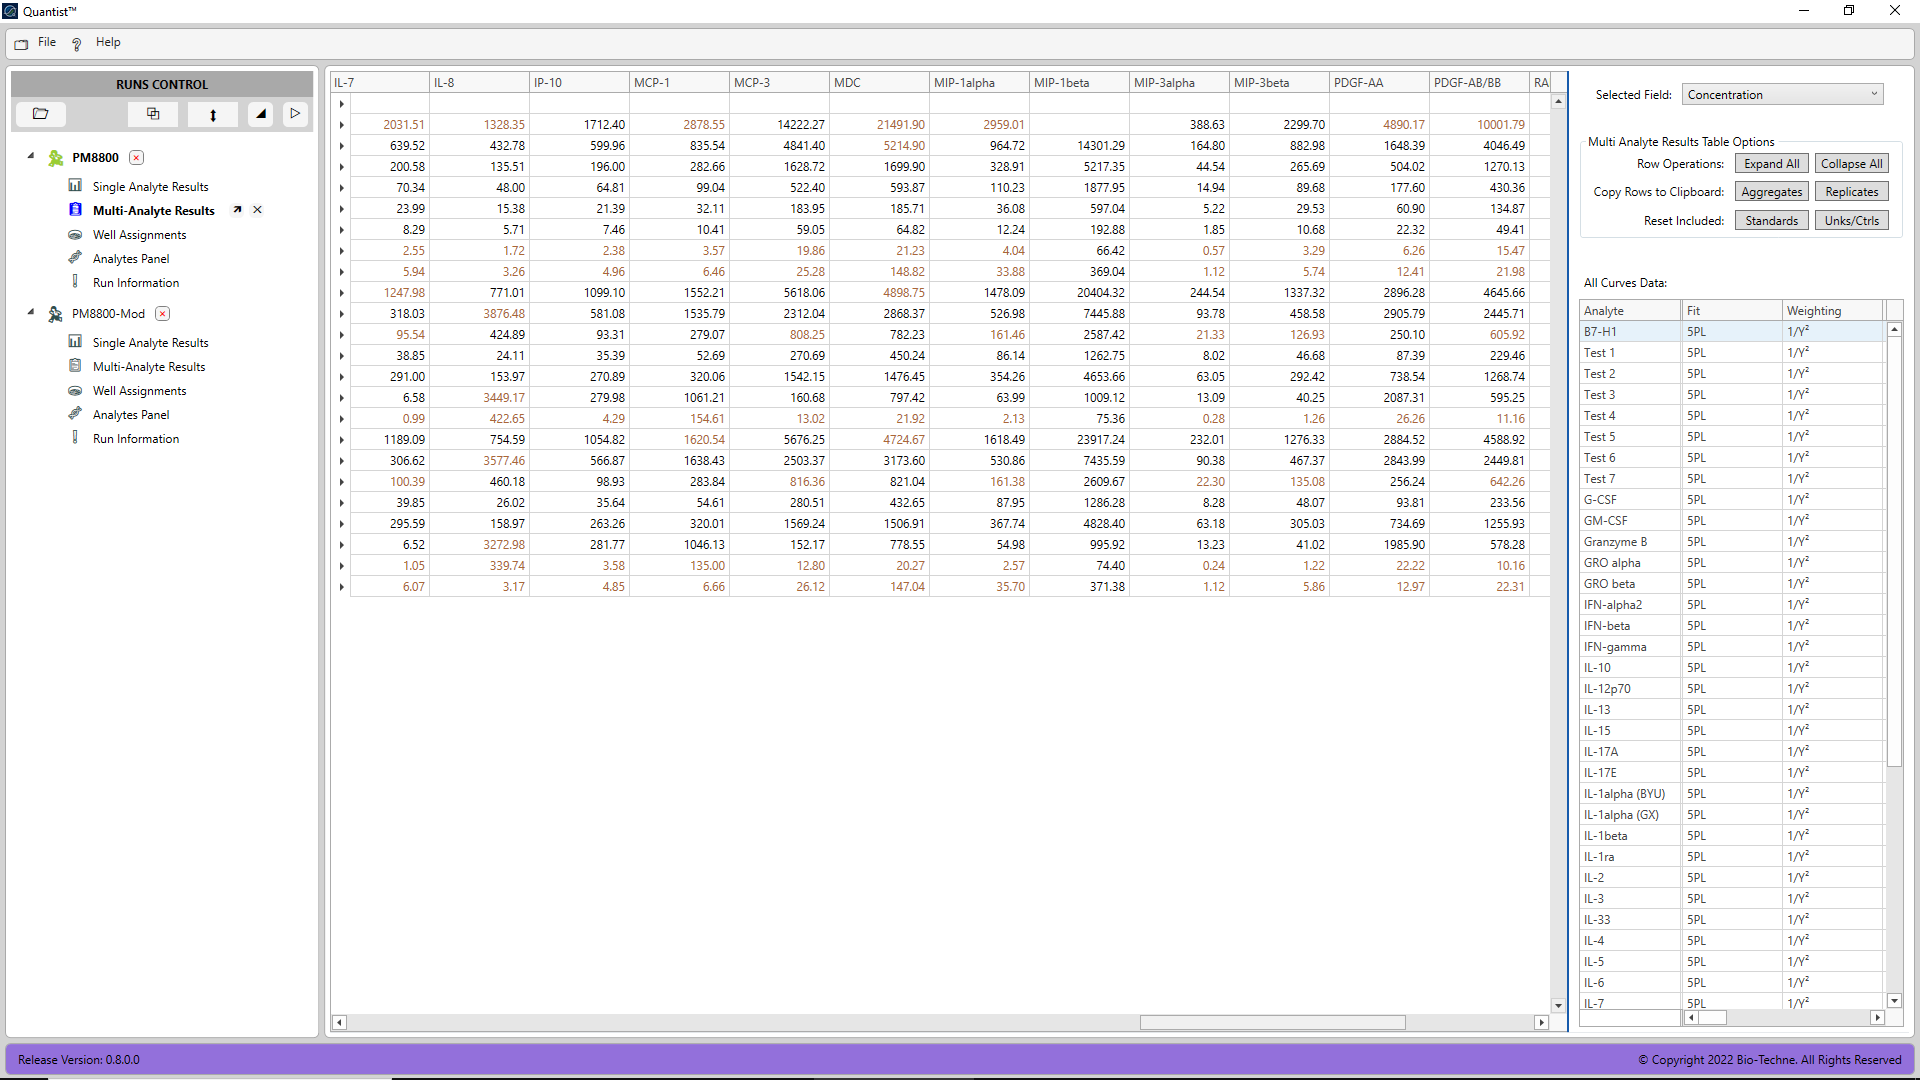 Quantist™
File Help
RUNS CONTROL
PM8800
Single Analyte Results
Multi-Analyte Results
Well Assignments
Analytes Panel
Run Information
PM8800-Mod
Single Analyte Results
Multi-Analyte Results
Well Assignments
Analytes Panel
Run Information
IL-7 IL-8 IP-10 MCP-1 MCP-3 MDC MIP-1alpha MIP-1beta MIP-3alpha MIP-3beta PDGF-AA PDGF-AB/BB RA
2031.51 1328.35 1712.40 2878.55 14222.27 21491.90 2959.01 388.63 2299.70 4890.17 10001.79
639.52 432.78 599.96 835.54 4841.40 5214.90 964.72 14301.29 164.80 882.98 1648.39 4046.49
200.58 135.51 196.00 282.66 1628.72 1699.90 328.91 5217.35 44.54 265.69 504.02 1270.13
70.34 48.00 64.81 99.04 522.40 593.87 110.23 1877.95 14.94 89.68 177.60 430.36
23.99 15.38 21.39 32.11 183.95 185.71 36.08 597.04 5.22 29.53 60.90 134.87
8.29 5.71 7.46 10.41 59.05 64.82 12.24 192.88 1.85 10.68 22.32 49.41
2.55 1.72 2.38 3.57 19.86 21.23 4.04 66.42 0.57 3.29 6.26 15.47
5.94 3.26 4.96 6.46 25.28 148.82 33.88 369.04 1.12 5.74 12.41 21.98
1247.98 771.01 1099.10 1552.21 5618.06 4898.75 1478.09 20404.32 244.54 1337.32 2896.28 4645.66
318.03 3876.48 581.08 1535.79 2312.04 2868.37 526.98 7445.88 93.78 458.58 2905.79 2445.71
95.54 424.89 93.31 279.07 808.25 782.23 161.46 2587.42 21.33 126.93 250.10 605.92
38.85 24.11 35.39 52.69 270.69 450.24 86.14 1262.75 8.02 46.68 87.39 229.46
291.00 153.97 270.89 320.06 1542.15 1476.45 354.26 4653.66 63.05 292.42 738.54 1268.74
6.58 3449.17 279.98 1061.21 160.68 797.42 63.99 1009.12 13.09 40.25 2087.31 595.25
0.99 422.65 4.29 154.61 13.02 21.92 2.13 75.36 0.28 1.26 26.26 11.16
1189.09 754.59 1054.82 1620.54 5676.25 4724.67 1618.49 23917.24 232.01 1276.33 2884.52 4588.92
306.62 3577.46 566.87 1638.43 2503.37 3173.60 530.86 7435.59 90.38 467.37 2843.99 2449.81
100.39 460.18 98.93 283.84 816.36 821.04 161.38 2609.67 22.30 135.08 256.24 642.26
39.85 26.02 35.64 54.61 280.51 432.65 87.95 1286.28 8.28 48.07 93.81 233.56
295.59 158.97 263.26 320.01 1569.24 1506.91 367.74 4828.40 63.18 305.03 734.69 1255.93
6.52 3272.98 281.77 1046.13 152.17 778.55 54.98 995.92 13.23 41.02 1985.90 578.28
1.05 339.74 3.58 135.00 12.80 20.27 2.57 74.40 0.24 1.22 22.22 10.16
6.07 3.17 4.85 6.66 26.12 147.04 35.70 371.38 1.12 5.86 12.97 22.31
Selected Field: Concentration
Multi Analyte Results Table Options
Row Operations: Expand All Collapse All
Copy Rows to Clipboard: Aggregates Replicates
Reset Included: Standards Unks/Ctrls
All Curves Data:
Analyte Fit Weighting
B7-H1 5PL 1/Y²
Test 1 5PL 1/Y²
Test 2 5PL 1/Y²
Test 3 5PL 1/Y²
Test 4 5PL 1/Y²
Test 5 5PL 1/Y²
Test 6 5PL 1/Y²
Test 7 5PL 1/Y²
G-CSF 5PL 1/Y²
GM-CSF 5PL 1/Y²
Granzyme B 5PL 1/Y²
GRO alpha 5PL 1/Y²
GRO beta 5PL 1/Y²
IFN-alpha2 5PL 1/Y²
IFN-beta 5PL 1/Y²
IFN-gamma 5PL 1/Y²
IL-10 5PL 1/Y²
IL-12p70 5PL 1/Y²
IL-13 5PL 1/Y²
IL-15 5PL 1/Y²
IL-17A 5PL 1/Y²
IL-17E 5PL 1/Y²
IL-1alpha (BYU) 5PL 1/Y²
IL-1alpha (GX) 5PL 1/Y²
IL-1beta 5PL 1/Y²
IL-1ra 5PL 1/Y²
IL-2 5PL 1/Y²
IL-3 5PL 1/Y²
IL-33 5PL 1/Y²
IL-4 5PL 1/Y²
IL-5 5PL 1/Y²
IL-6 5PL 1/Y²
IL-7 5PL 1/Y²
Release Version: 0.8.0.0
© Copyright 2022 Bio-Techne. All Rights Reserved